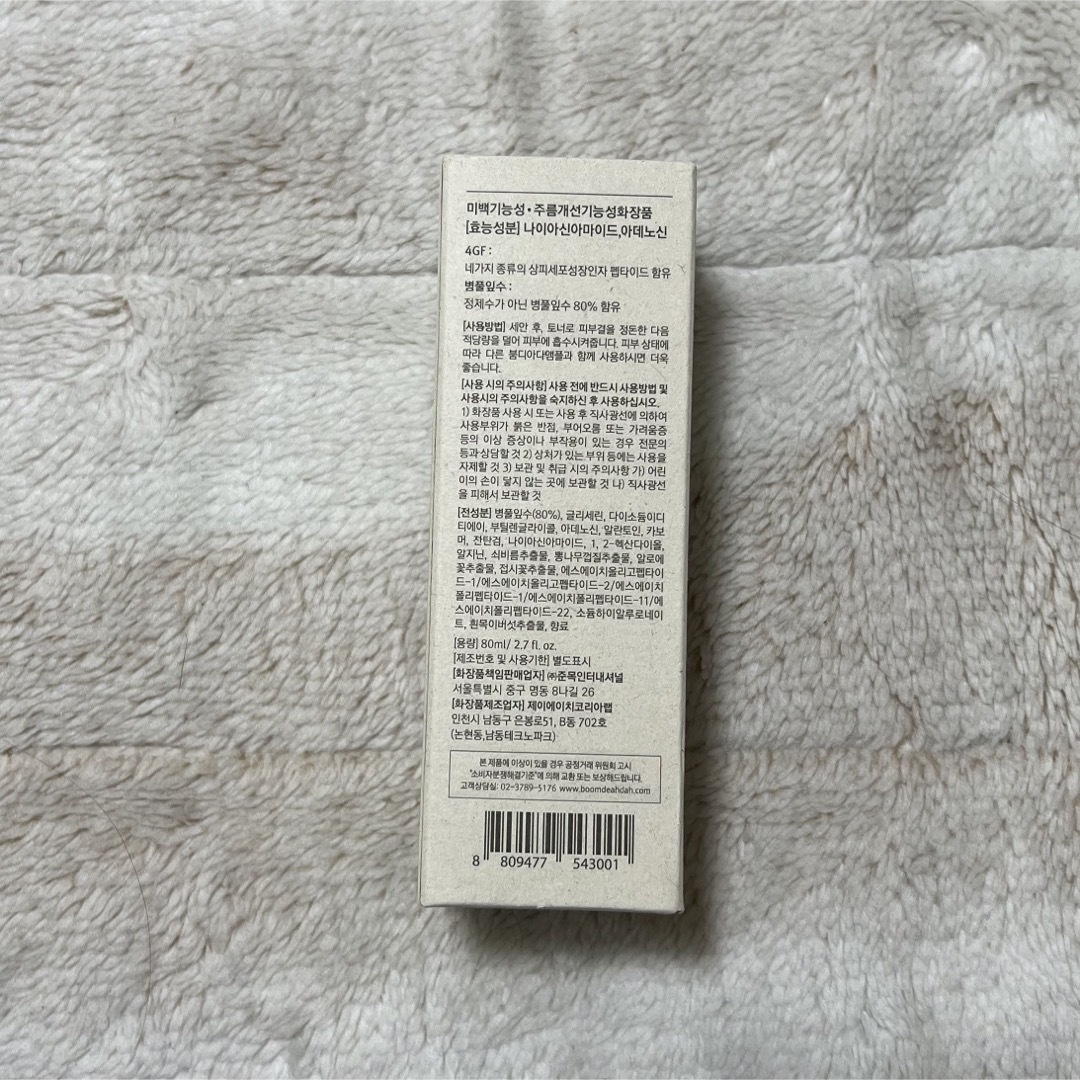 미백기능성•주름개선기능성화장품
[효능성분] 나이아신아마이드,아데노신
4GF :
네가지 종류의 상피세포성장인자 펩타이드 함유
병풀잎수 :
정제수가 아닌 병풀잎수 80% 함유
[사용방법] 세안 후, 토너로 피부결을 정돈한 다음
적당량을 덜어 피부에 흡수시켜줍니다. 피부 상태에
따라 다른 붐디아다앰플과 함께 사용하시면 더욱
좋습니다.
[사용 시의 주의사항] 사용 전에 반드시 사용방법 및
사용시의 주의사항을 숙지하신 후 사용하십시오.
1) 화장품 사용 시 또는 사용 후 직사광선에 의하여
사용부위가 붉은 반점, 부어오름 또는 가려움증
등의 이상 증상이나 부작용이 있는 경우 전문의
등과 상담할 것 2) 상처가 있는 부위 등에는 사용을
자제할 것 3) 보관 및 취급 시의 주의사항 가) 어린
이의 손이 닿지 않는 곳에 보관할 것 나) 직사광선
을 피해서 보관할 것
[전성분] 병풀잎수(80%), 글리세린, 다이소듐이디
티에이, 부틸렌글라이콜, 아데노신, 알란토인, 카보
머, 잔탄검, 나이아신아마이드, 1, 2-헥산다이올,
알지닌, 쇠비름추출물, 뽕나무껍질추출물, 알로에
꽃추출물, 접시꽃추출물, 에스에이치올리고펩타이
드-1/에스에이치올리고펩타이드-2/에스에이치
폴리펩타이드-1/에스에이치폴리펩타이드-11/에
스에이치폴리펩타이드-22, 소듐하이알루로네이
트, 흰목이버섯추출물, 향료
[용량] 80ml/ 2.7 fl. oz.
[제조번호 및 사용기한] 별도표시
[화장품책임판매업자] ㈜준목인터내셔널
서울특별시 중구 명동 8나길 26
[화장품제조업자] 제이에이치코리아랩
인천시 남동구 은봉로51, B동 702호
(논현동,남동테크노파크)
본 제품에 이상이 있을 경우 공정거래 위원회 고시
"소비자분쟁해결기준"에 의해 교환 또는 보상해드립니다.
고객상담실: 02-3789-5176 www.boomdeahdah.com
8 809477 543001